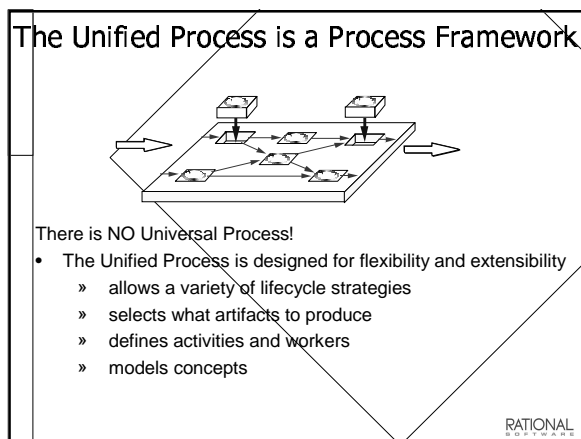 The Unified Process is a Process Framework
There is NO Universal Process!
• The Unified Process is designed for flexibility and extensibility
» allows a variety of lifecycle strategies
» selects what artifacts to produce
» defines activities and workers
» models concepts
RATIONAL
SOFTWARE